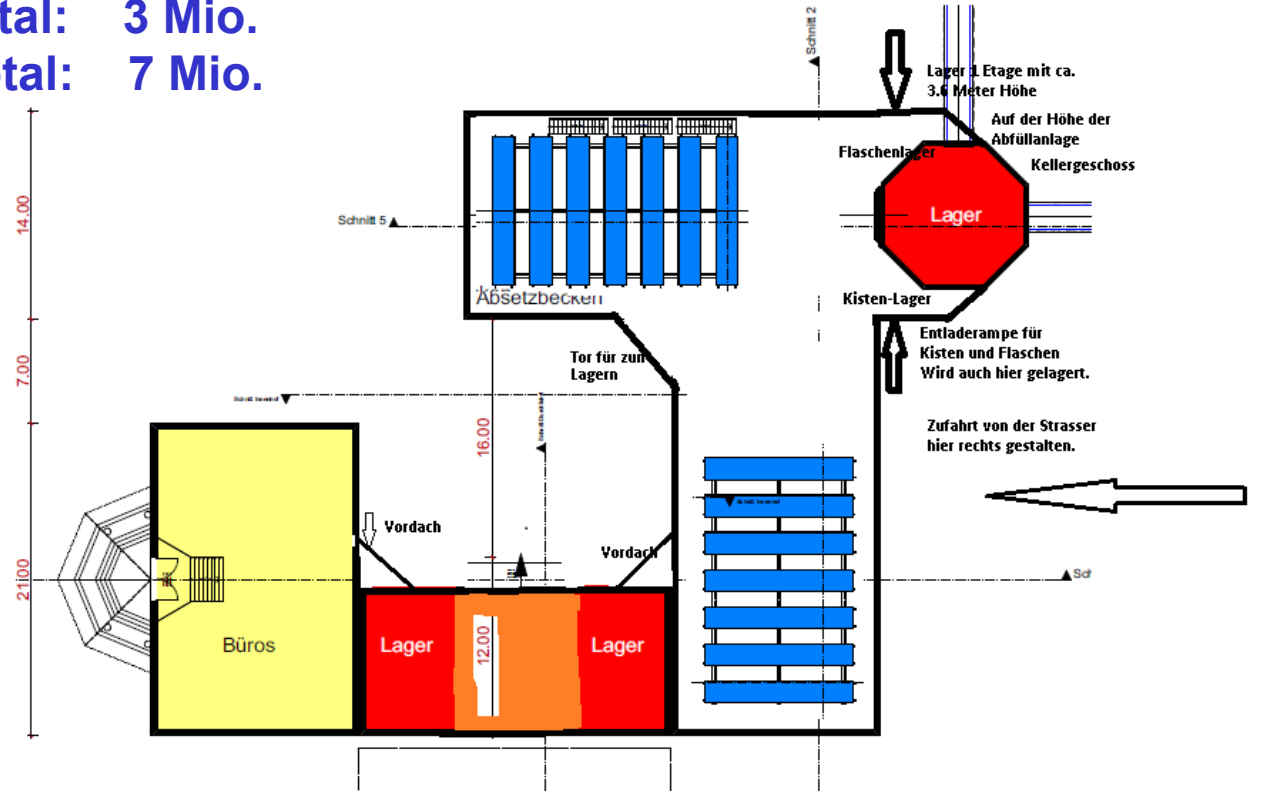 tal: 3 Mio.
tal: 7 Mio.
Schnitt 2
Lager 1 Etage mit ca.
3.6 Meter Höhe
Auf der Höhe der
Abfüllanlage
Kellergeschoss
Flaschenlager
Lager
14.00
Schnitt 5
Absetzbecken
Kisten-Lager
Entladerampe für
Kisten und Flaschen
Wird auch hier gelagert.
Tor für zun
Lagern
7.00
16.00
Zufahrt von der Strasser
hier rechts gestalten.
Vordach
Vordach
21.00
Sch
Büros
Lager
12.00
Lager